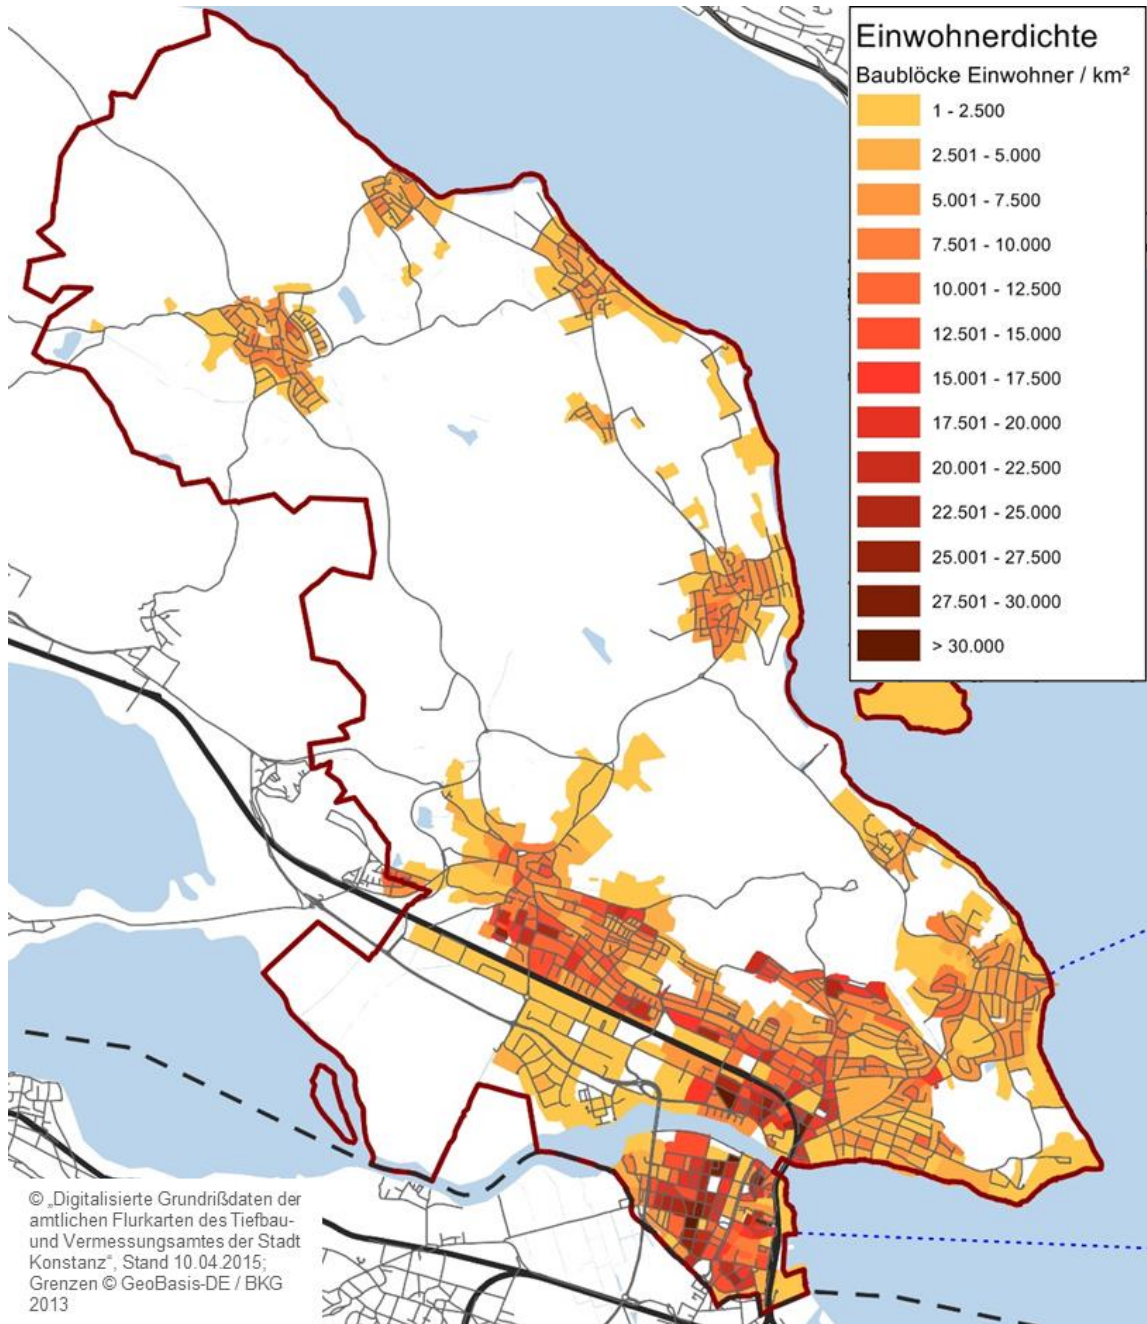 Einwohnerdichte
Baublöcke Einwohner / km²
1 - 2.500
2.501 - 5.000
5.001 - 7.500
7.501 - 10.000
10.001 - 12.500
12.501 - 15.000
15.001 - 17.500
17.501 - 20.000
20.001 - 22.500
22.501 - 25.000
25.001 - 27.500
27.501 - 30.000
> 30.000
© „Digitalisierte Grundrißdaten der
amtlichen Flurkarten des Tiefbau-
und Vermessungsamtes der Stadt
Konstanz“, Stand 10.04.2015;
Grenzen © GeoBasis-DE / BKG
2013